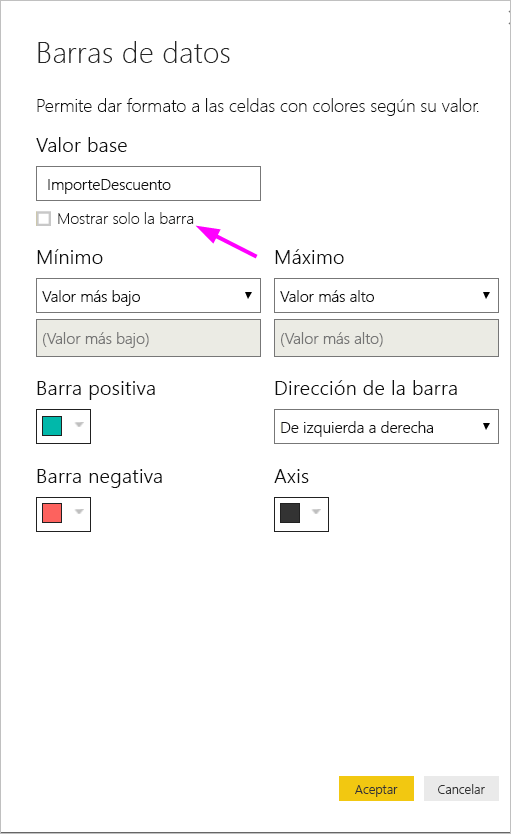 Barras de datos
Permite dar formato a las celdas con colores según su valor.
Valor base
ImporteDescuento
Mostrar solo la barra
Mínimo
Máximo
Valor más bajo
Valor más alto
(Valor más bajo)
(Valor más alto)
Barra positiva
Dirección de la barra
De izquierda a derecha
Barra negativa
Axis
Aceptar
Cancelar